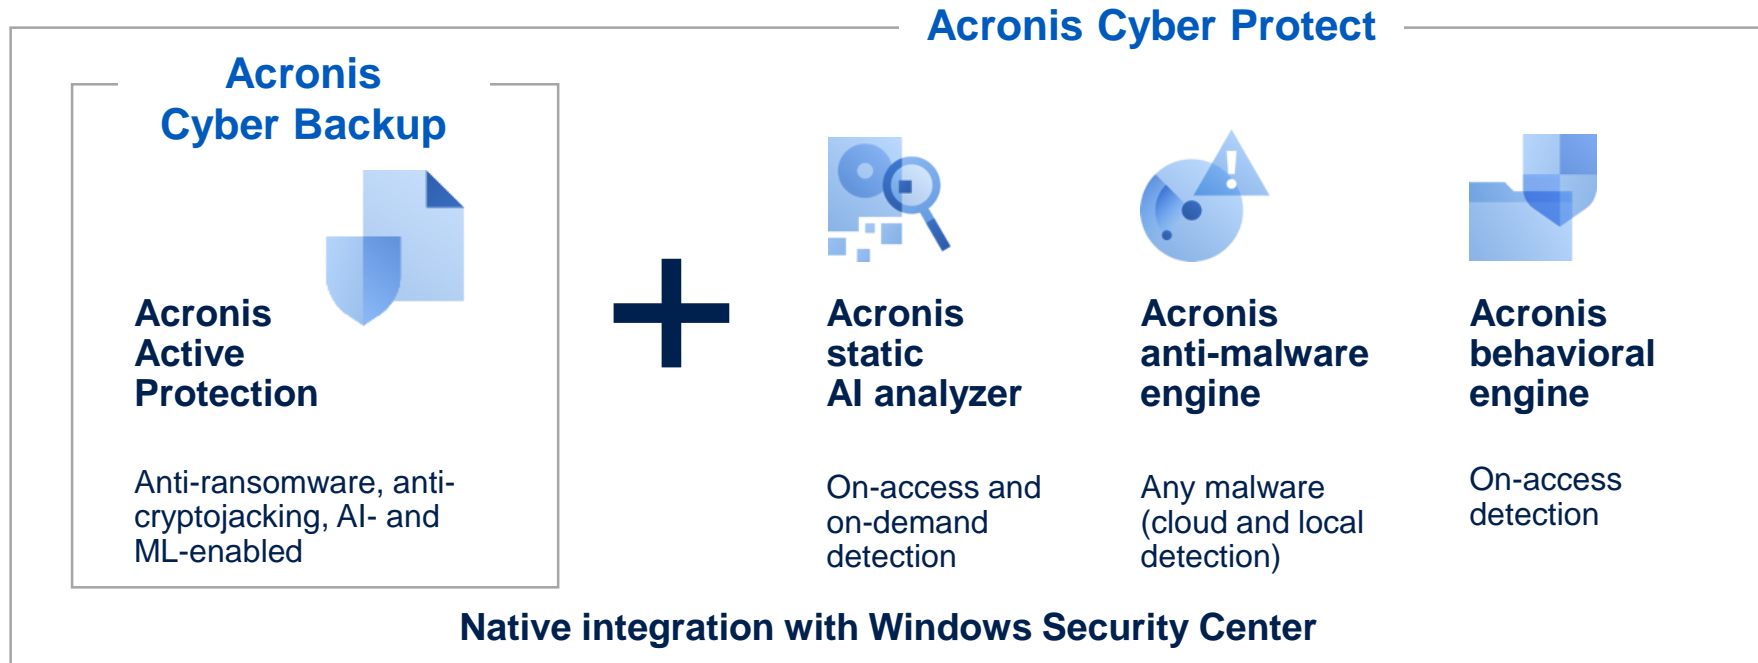 Acronis Cyber Protect
Acronis
Cyber Backup
Acronis
Active
Protection
Anti-ransomware, anti-
cryptojacking, AI- and
ML-enabled
Acronis
static
AI analyzer
On-access and
on-demand
detection
Acronis
anti-malware
engine
Any malware
(cloud and local
detection)
Acronis
behavioral
engine
On-access
detection
Native integration with Windows Security Center